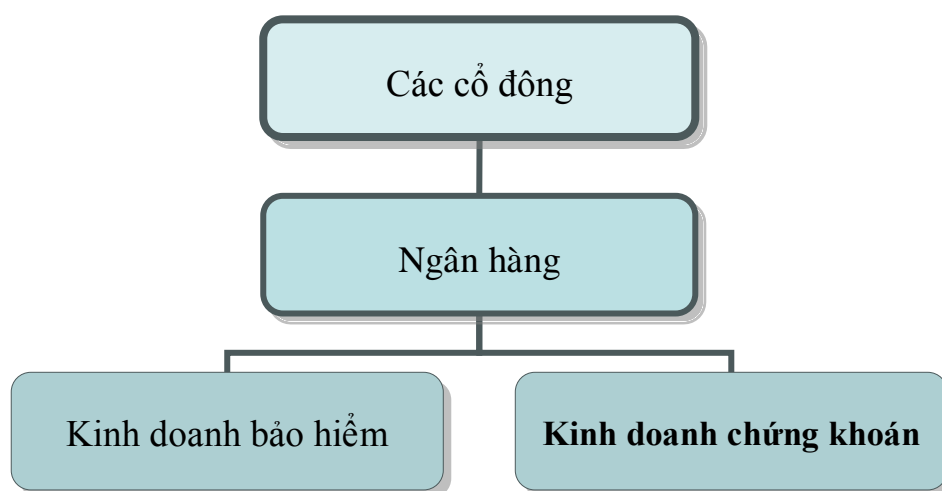 Các cổ đông
Ngân hàng
Kinh doanh bảo hiểm
Kinh doanh chứng khoán